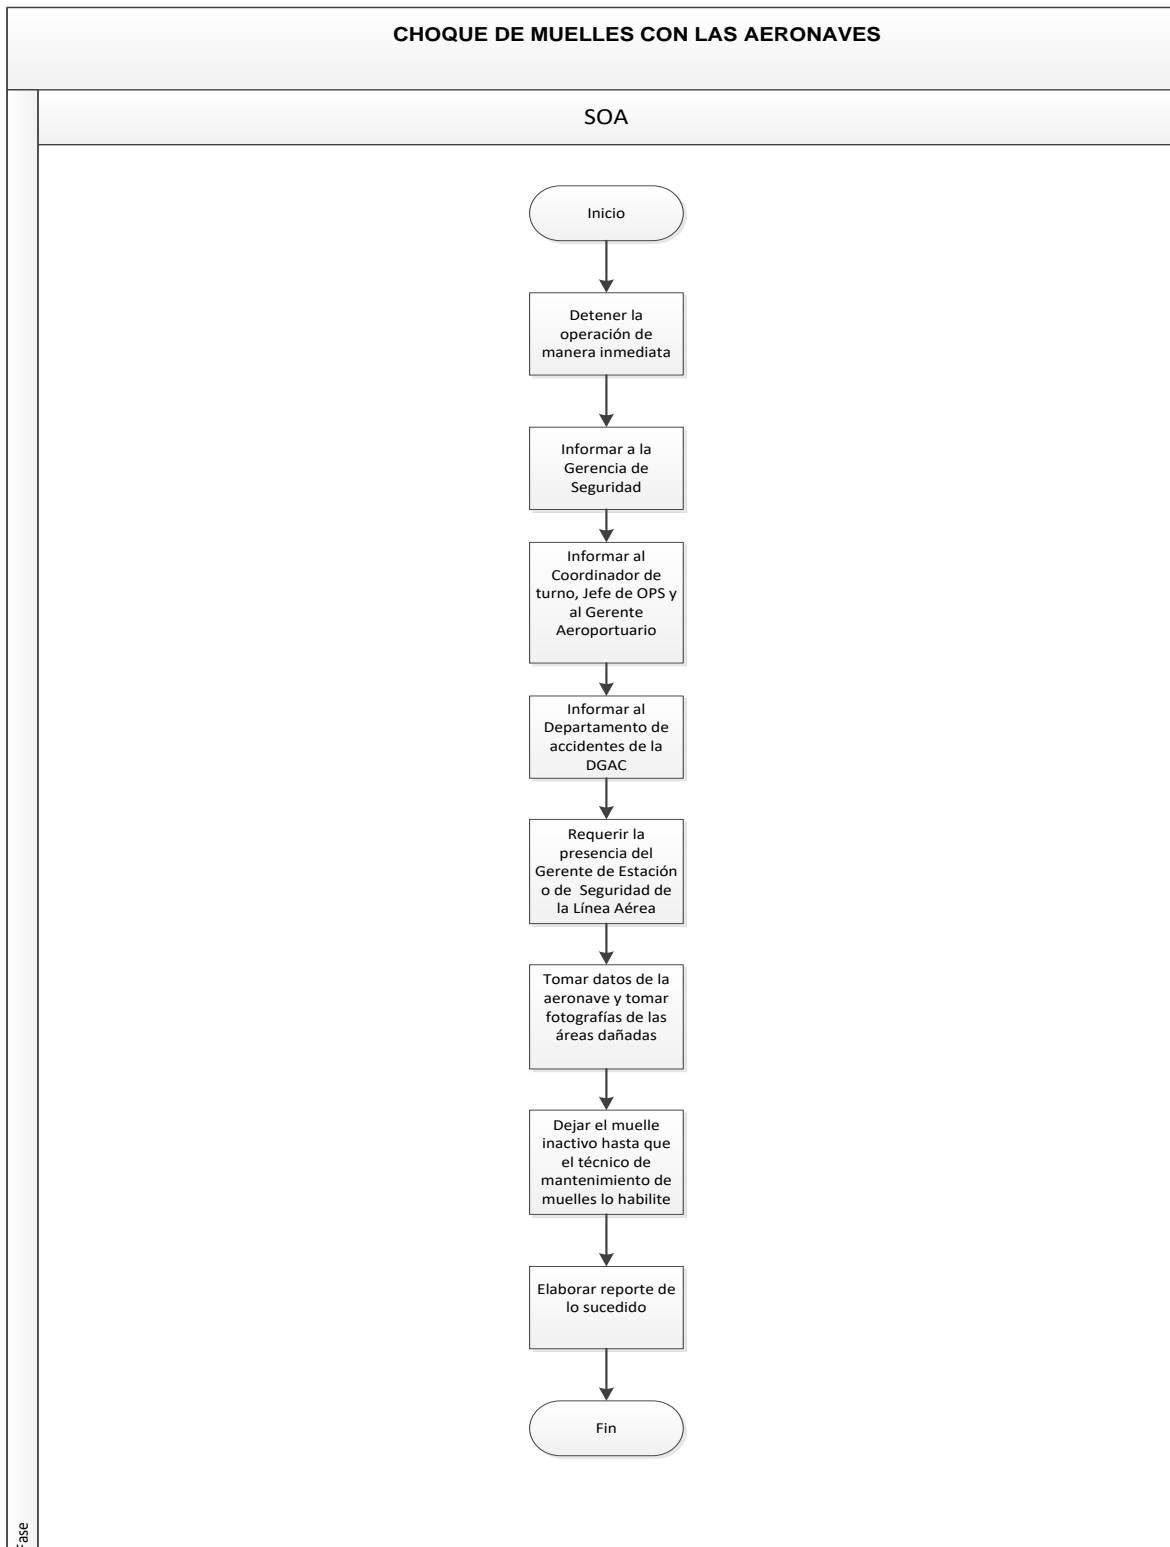 CHOQUE DE MUELLES CON LAS AERONAVES
SOA
Inicio
Detener la
operación de
manera inmediata
Informar a la
Gerencia de
Seguridad
Informar al
Coordinador de
turno, Jefe de OPS y
al Gerente
Aeroportuario
Informar al
Departamento de
accidentes de la
DGAC
Requerir la
presencia del
Gerente de Estación
o de  Seguridad de
la Línea Aérea
Tomar datos de la
aeronave y tomar
fotografías de las
áreas dañadas
Dejar el muelle
inactivo hasta que
el técnico de
mantenimiento de
muelles lo habilite
Elaborar reporte de
lo sucedido
Fin
Fase